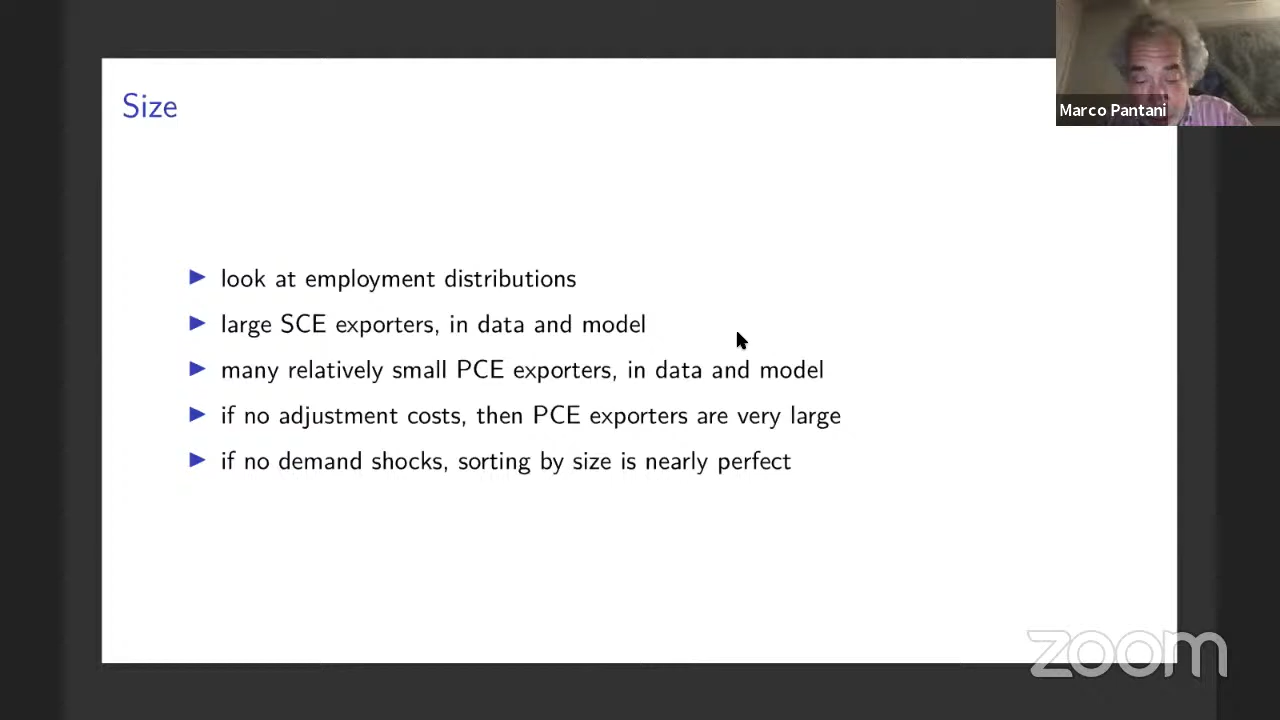 Size
Marco Pantani
look at employment distributions
large SCE exporters, in data and model
many relatively small PCE exporters, in data and model
if no adjustment costs, then PCE exporters are very large
if no demand shocks, sorting by size is nearly perfect
zoom